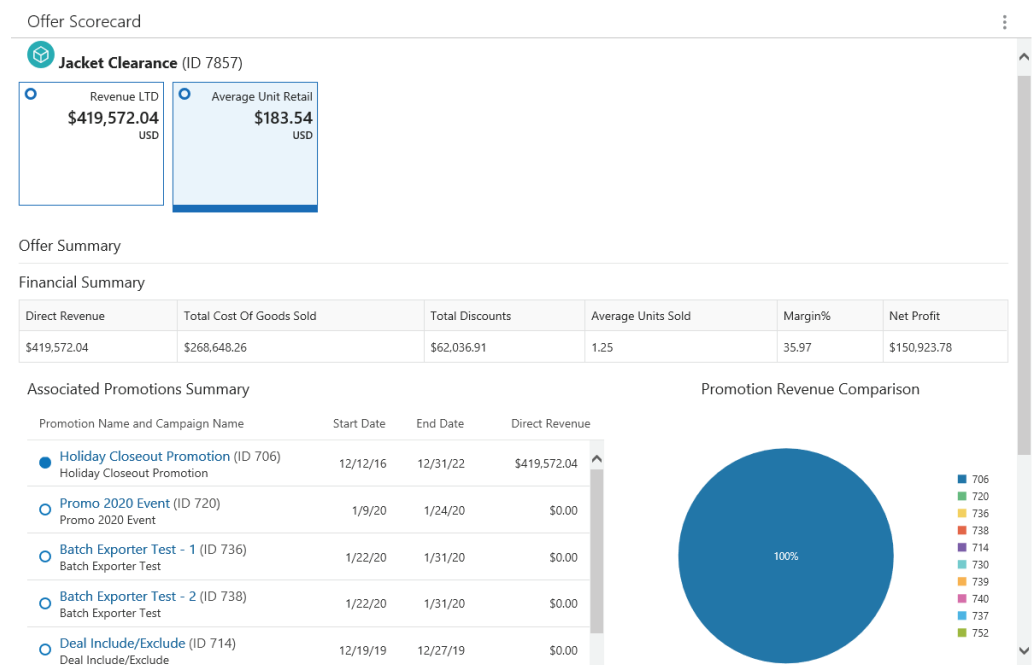 Offer Scorecard
Jacket Clearance (ID 7857)
Revenue LTD
$419,572.04
USD
Average Unit Retail
$183.54
USD
Offer Summary
Financial Summary
Direct Revenue Total Cost Of Goods Sold Total Discounts Average Units Sold Margin% Net Profit
$419,572.04 $268,648.26 $62,036.91 1.25 35.97 $150,923.78
Associated Promotions Summary
Promotion Name and Campaign Name Start Date End Date Direct Revenue
Holiday Closeout Promotion (ID 706) 12/12/16 12/31/22 $419,572.04
Holiday Closeout Promotion
Promo 2020 Event (ID 720) 1/9/20 1/24/20 $0.00
Promo 2020 Event
Batch Exporter Test - 1 (ID 736) 1/22/20 1/31/20 $0.00
Batch Exporter Test
Batch Exporter Test - 2 (ID 738) 1/22/20 1/31/20 $0.00
Batch Exporter Test
Deal Include/Exclude (ID 714) 12/19/19 12/27/19 $0.00
Deal Include/Exclude
Promotion Revenue Comparison
100%
706
720
736
738
714
730
739
740
737
752